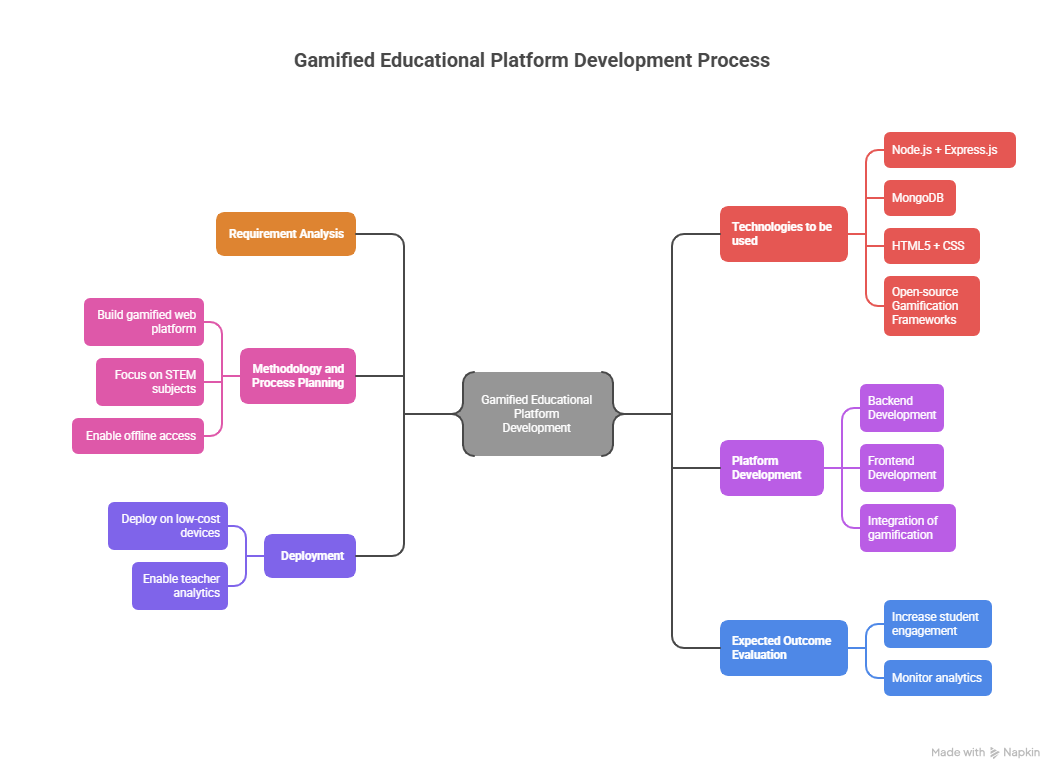 Gamified Educational Platform Development Process
Requirement Analysis
Build gamified web
platform
Focus on STEM
subjects
Enable offline access
Methodology and
Process Planning
Deploy on low-cost
devices
Enable teacher
analytics
Deployment
Gamified Educational
Platform
Development
Technologies to be
used
Node.js + Express.js
MongoDB
HTML5 + CSS
Open-source
Gamification
Frameworks
Platform
Development
Backend
Development
Frontend
Development
Integration of
gamification
Expected Outcome
Evaluation
Increase student
engagement
Monitor analytics
Made with Napkin